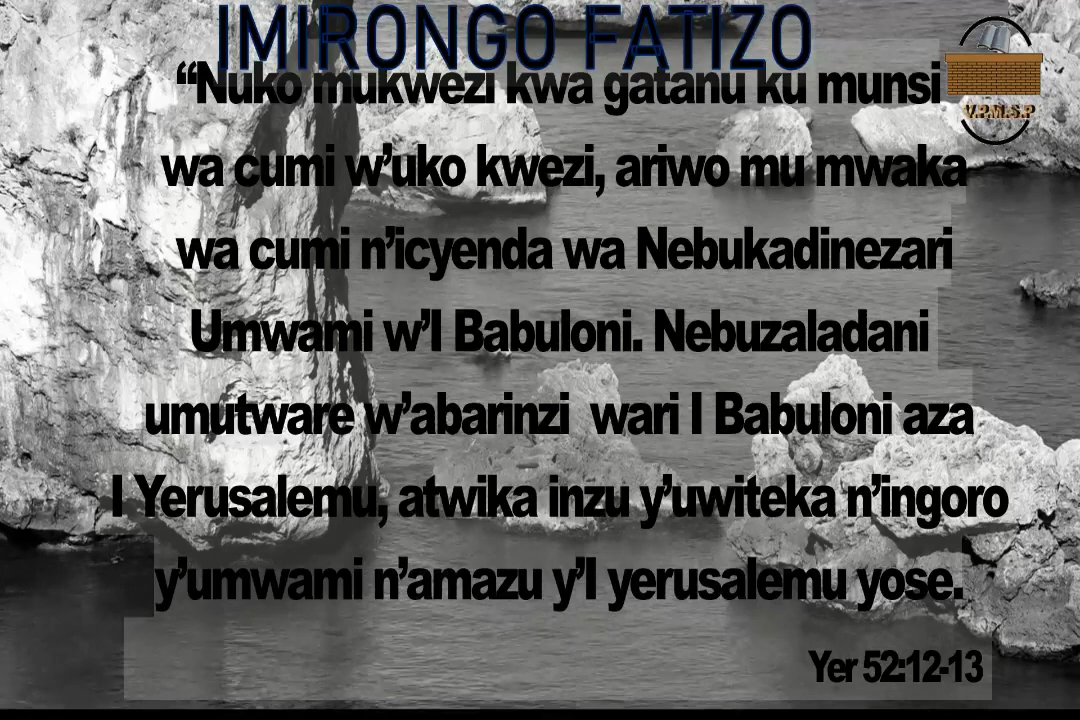 IMIRONGO FATIZO
V.P.M.S.P
“Nuko mukwezi kwa gatanu ku munsi
wa cumi w’uko kwezi, ariwo mu mwaka
wa cumi n’icyenda wa Nebukadinezari
Umwami w’I Babuloni. Nebuzaladani
umutware w’abarinzi wari I Babuloni aza
I Yerusalemu, atwika inzu y’uwiteka n’ingoro
y’umwami n’amazu y’I yerusalemu yose.
Yer 52:12-13